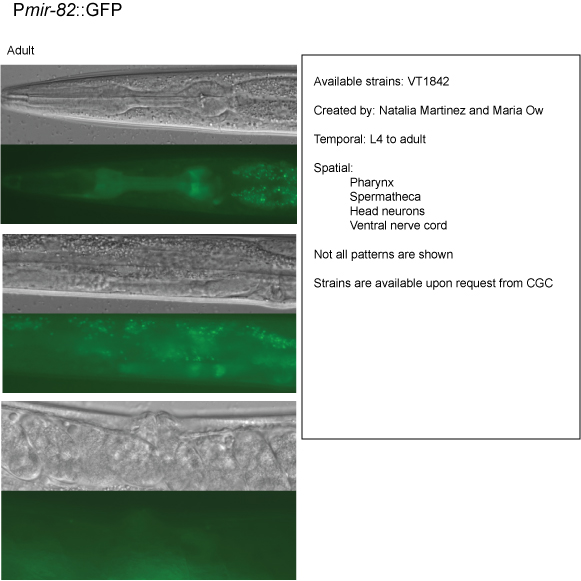 Pmir-82::GFP
Adult
Available strains: VT1842
Created by: Natalia Martinez and Maria Ow
Temporal: L4 to adult
Spatial:
Pharynx
Spermatheca
Head neurons
Ventral nerve cord
Not all patterns are shown
Strains are available upon request from CGC